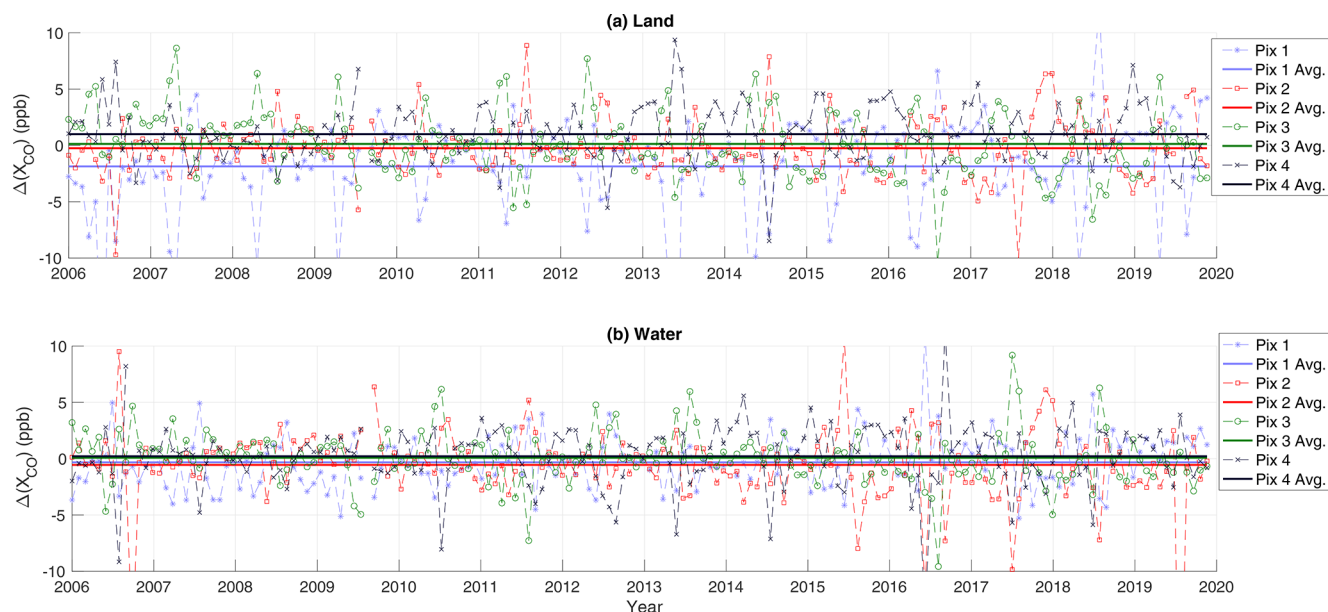 (a) Land
Δ(X_CO) (ppb)
10
5
0
-5
-10
2006 2007 2008 2009 2010 2011 2012 2013 2014 2015 2016 2017 2018 2019 2020
Pix 1
Pix 1 Avg.
Pix 2
Pix 2 Avg.
Pix 3
Pix 3 Avg.
Pix 4
Pix 4 Avg.
(b) Water
Δ(X_CO) (ppb)
10
5
0
-5
-10
2006 2007 2008 2009 2010 2011 2012 2013 2014 2015 2016 2017 2018 2019 2020
Year
Pix 1
Pix 1 Avg.
Pix 2
Pix 2 Avg.
Pix 3
Pix 3 Avg.
Pix 4
Pix 4 Avg.